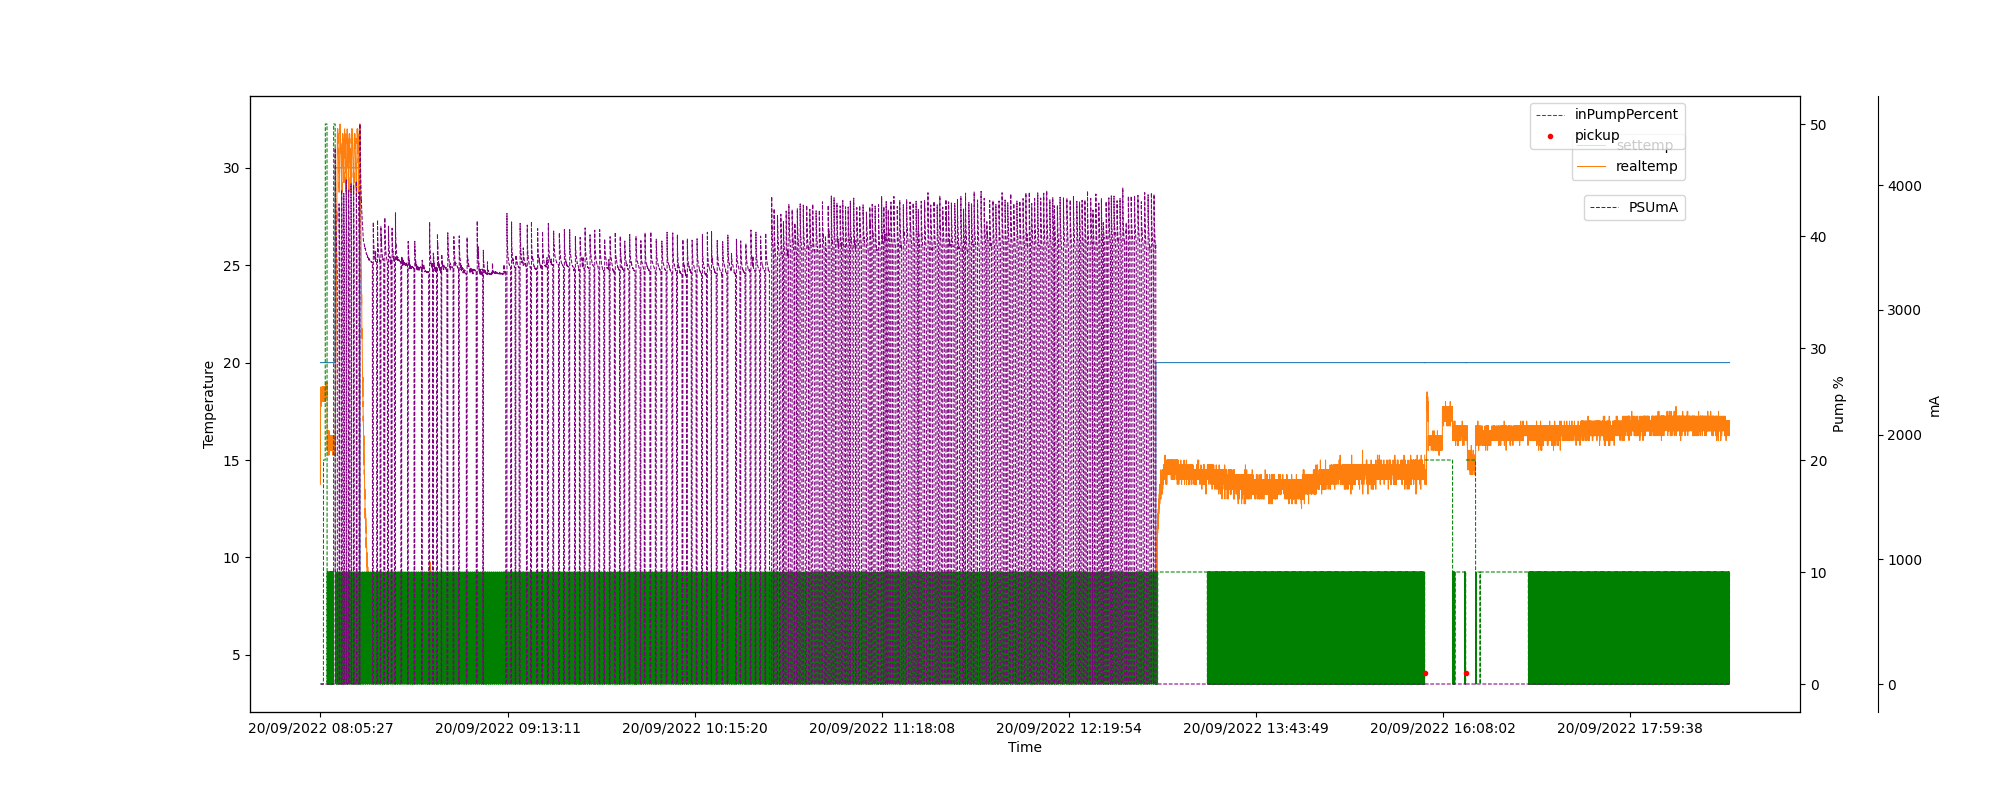 inPumpPercent
pickup
settemp
realtemp
PSUmA
30
25
20
15
10
5
Temperature
50
40
30
20
10
0
Pump %
4000
3000
2000
1000
0
mA
20/09/2022 08:05:27
20/09/2022 09:13:11
20/09/2022 10:15:20
20/09/2022 11:18:08
20/09/2022 12:19:54
20/09/2022 13:43:49
20/09/2022 16:08:02
20/09/2022 17:59:38
Time